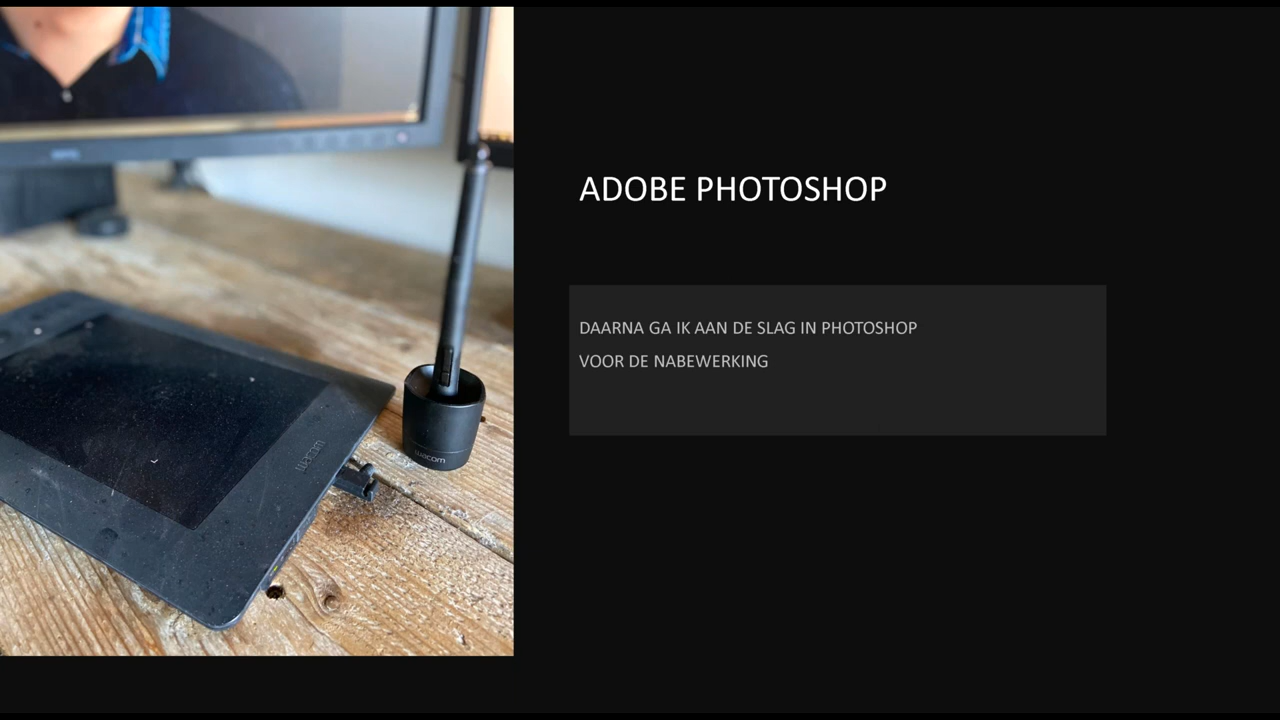 ADOBE PHOTOSHOP
DAARNA GA IK AAN DE SLAG IN PHOTOSHOP
VOOR DE NABEWERKING
wacom
wacom